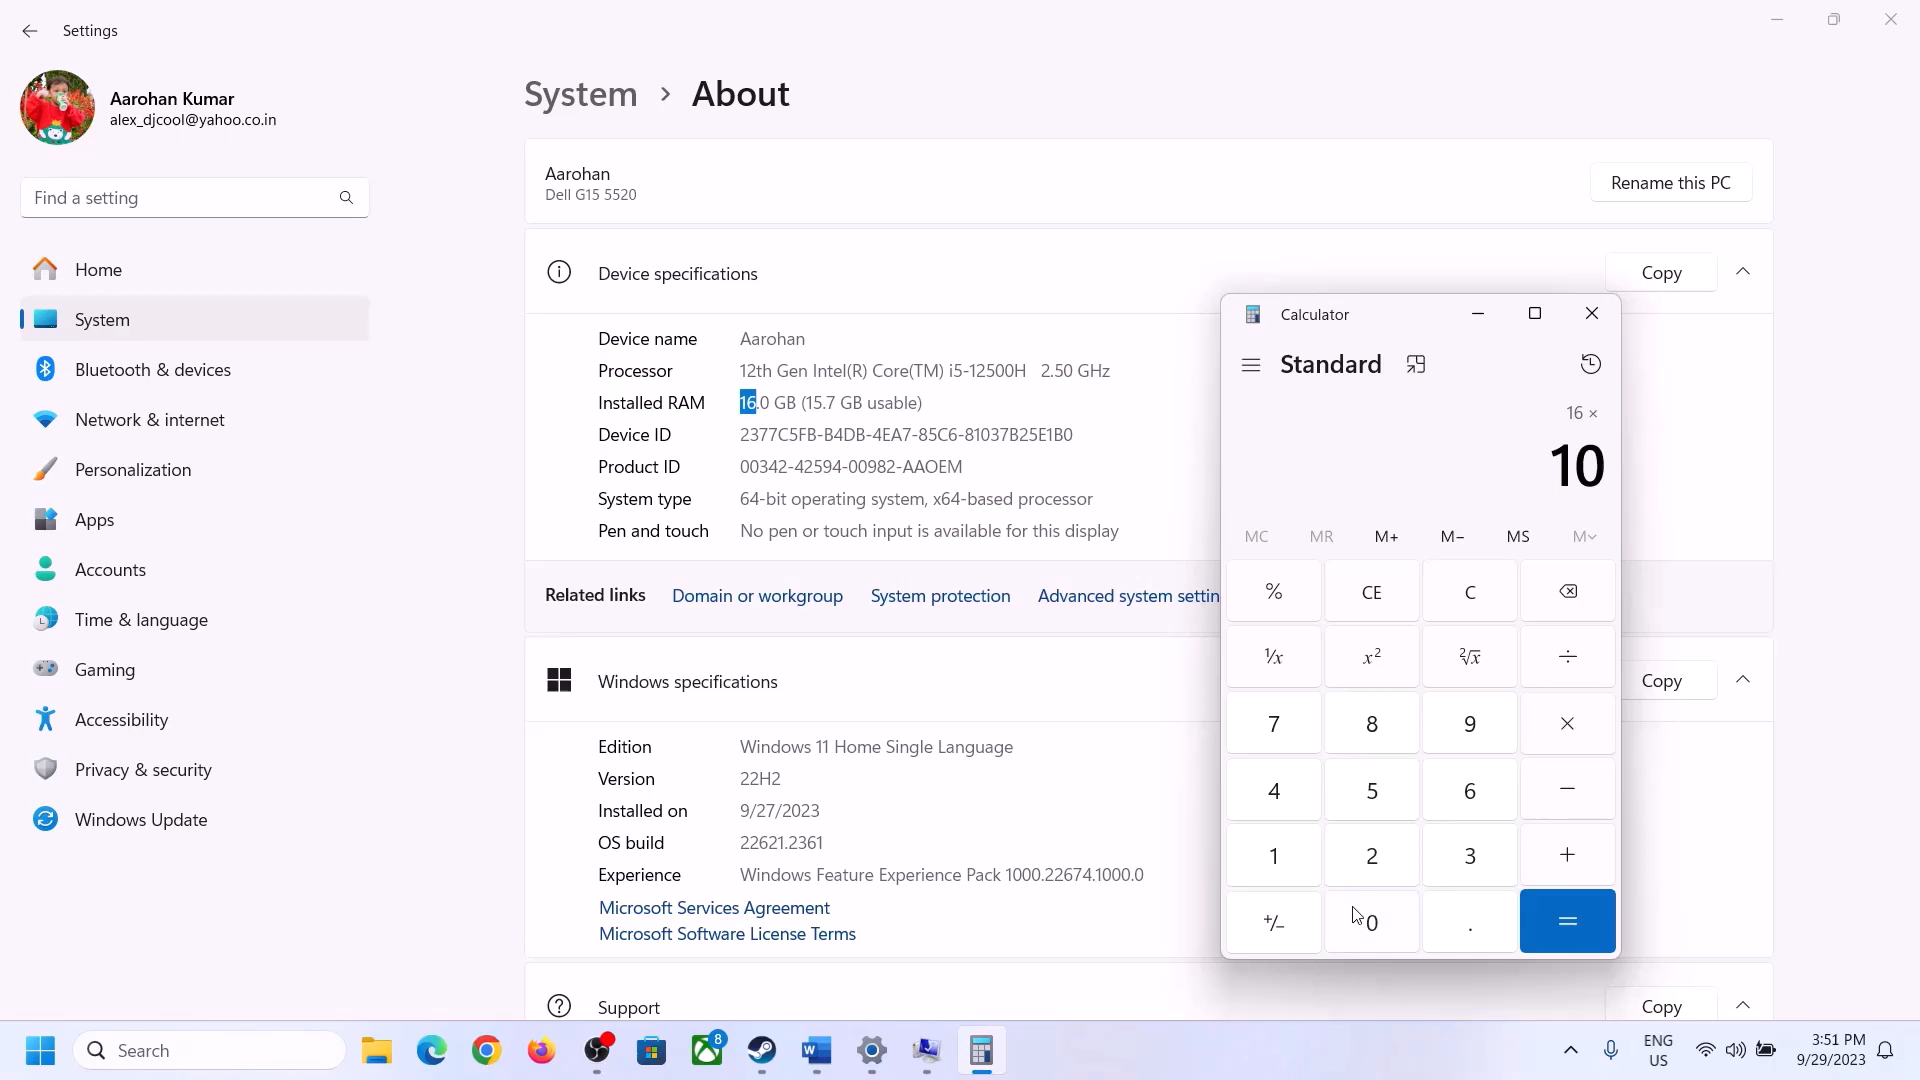 Settings
Aarohan Kumar
alex_djcool@yahoo.co.in
Find a setting
Home
System
Bluetooth & devices
Network & internet
Personalization
Apps
Accounts
Time & language
Gaming
Accessibility
Privacy & security
Windows Update
System > About
Aarohan
Dell G15 5520
Rename this PC
Device specifications
Copy
Device name Aarohan
Processor 12th Gen Intel(R) Core(TM) i5-12500H 2.50 GHz
Installed RAM 16.0 GB (15.7 GB usable)
Device ID 2377C5FB-B4DB-4EA7-85C6-81037B25E1B0
Product ID 00342-42594-00982-AAOEM
System type 64-bit operating system, x64-based processor
Pen and touch No pen or touch input is available for this display
Related links Domain or workgroup System protection Advanced system settin
Windows specifications
Copy
Edition Windows 11 Home Single Language
Version 22H2
Installed on 9/27/2023
OS build 22621.2361
Experience Windows Feature Experience Pack 1000.22674.1000.0
Microsoft Services Agreement
Microsoft Software License Terms
Support
Copy
Calculator
Standard
16 ×
10
MC MR M+ M− MS M
% CE C
¹/x x² ²√x ÷
7 8 9 ×
4 5 6 −
1 2 3 +
+/− 0 . =
Search
8
ENG
US
3:51 PM
9/29/2023